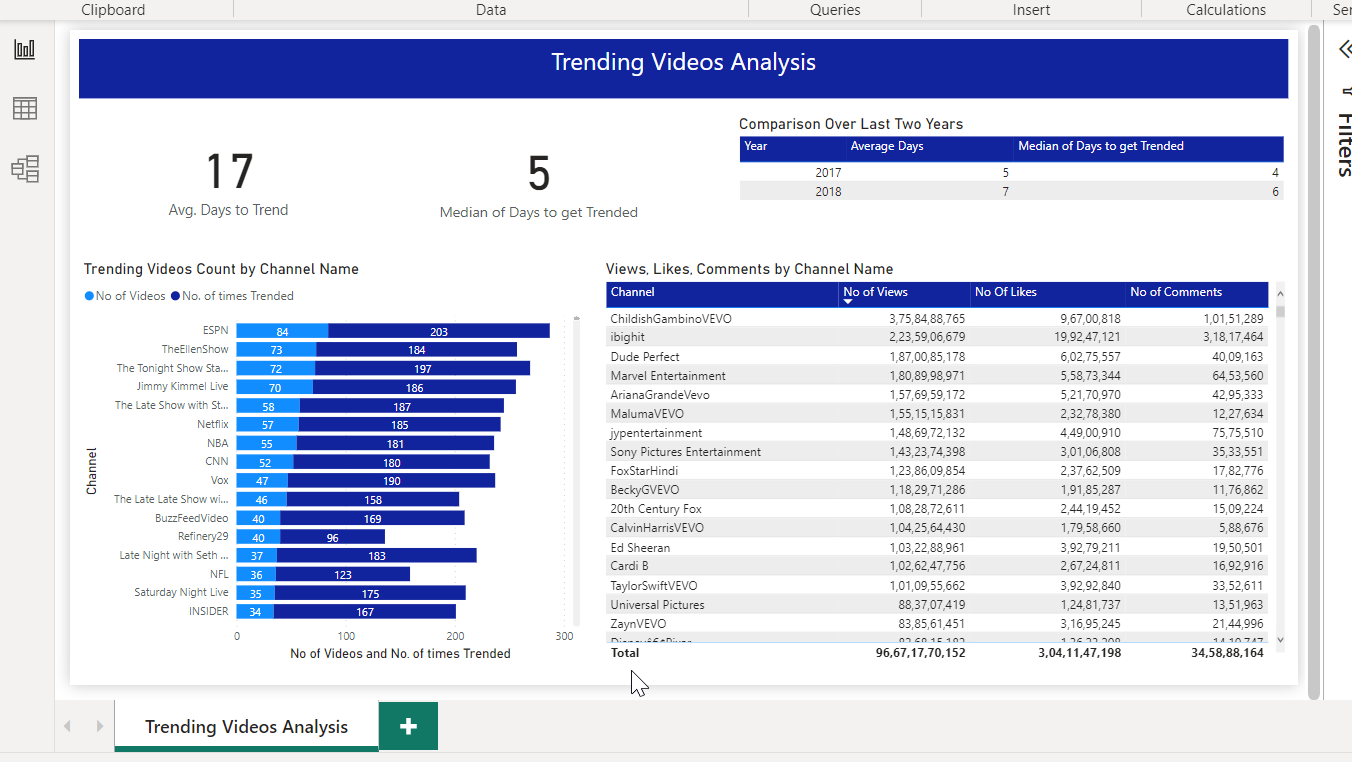 Clipboard Data Queries Insert Calculations
Trending Videos Analysis
17
Avg. Days to Trend
5
Median of Days to get Trended
Comparison Over Last Two Years
Year Average Days Median of Days to get Trended
2017 5 4
2018 7 6
Filters
Trending Videos Count by Channel Name
No of Videos No. of times Trended
Channel
ESPN 84 203
TheEllenShow 73 184
The Tonight Show Sta... 72 197
Jimmy Kimmel Live 70 186
The Late Show with St... 58 187
Netflix 57 185
NBA 55 181
CNN 52 180
Vox 47 190
The Late Late Show wi... 46 158
BuzzFeedVideo 40 169
Refinery29 40 96
Late Night with Seth ... 37 183
NFL 36 123
Saturday Night Live 35 175
INSIDER 34 167
0 100 200 300
No of Videos and No. of times Trended
Views, Likes, Comments by Channel Name
Channel No of Views No Of Likes No of Comments
ChildishGambinoVEVO 3,75,84,88,765 9,67,00,818 1,01,51,289
ibighit 2,23,59,06,679 19,92,47,121 3,18,17,464
Dude Perfect 1,87,00,85,178 6,02,75,557 40,09,163
Marvel Entertainment 1,80,89,98,971 5,58,73,344 64,53,560
ArianaGrandeVevo 1,57,69,59,172 5,21,70,970 42,95,333
MalumaVEVO 1,55,15,15,831 2,32,78,380 12,27,634
jypentertainment 1,48,69,72,132 4,49,00,910 75,75,510
Sony Pictures Entertainment 1,43,23,74,398 3,01,06,808 35,33,551
FoxStarHindi 1,23,86,09,854 2,37,62,509 17,82,776
BeckyGVEVO 1,18,29,71,286 1,91,85,287 11,76,862
20th Century Fox 1,08,28,72,611 2,44,19,452 15,09,224
CalvinHarrisVEVO 1,04,25,64,430 1,79,58,660 5,88,676
Ed Sheeran 1,03,22,88,961 3,92,79,211 19,50,501
Cardi B 1,02,62,47,756 2,67,24,811 16,92,916
TaylorSwiftVEVO 1,01,09,55,662 3,92,92,840 33,52,611
Universal Pictures 88,37,07,419 1,24,81,737 13,51,963
ZaynVEVO 83,85,61,451 3,16,95,245 21,44,996
Total 96,67,17,70,152 3,04,11,47,198 34,58,88,164
Trending Videos Analysis